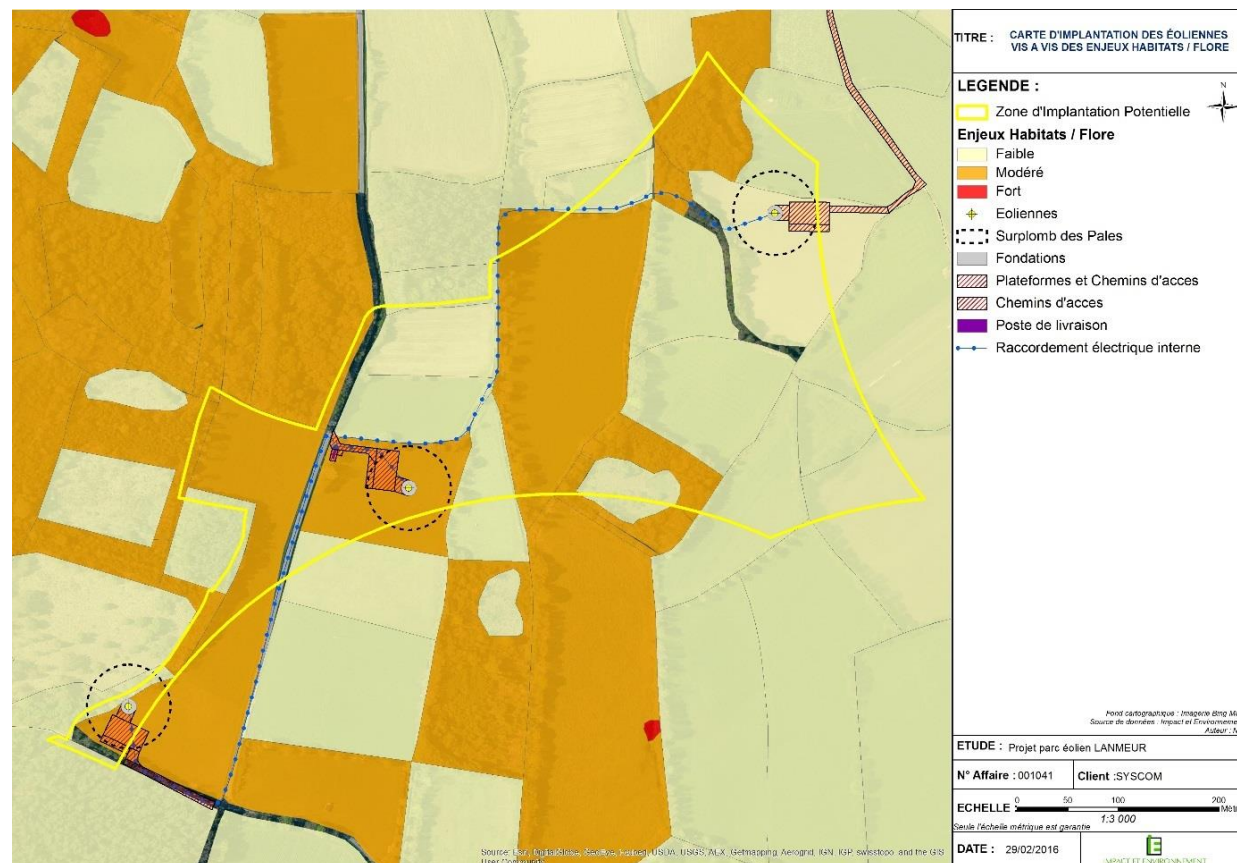 TITRE : CARTE D'IMPLANTATION DES ÉOLIENNES
VIS A VIS DES ENJEUX HABITATS / FLORE
LEGENDE :
N
Zone d'Implantation Potentielle
Enjeux Habitats / Flore
Faible
Modéré
Fort
Eoliennes
Surplomb des Pales
Fondations
Plateformes et Chemins d'acces
Chemins d'acces
Poste de livraison
Raccordement électrique interne
Fond cartographique : Imagerie Bing
Source de données : Impact et
Auteur :
ETUDE : Projet parc éolien LANMEUR
N° Affaire : 001041 Client :SYSCOM
ECHELLE 0 50 100 200
1:3 000
Seule l'échelle métrique est garantie
DATE : 29/02/2016
IMPACT ET ENVIRONNEMENT
Source: Esri, DigitalGlobe, GeoEye, USDA, USGS, AEX, Getmapping, Aerogrid, IGN, IGP, swisstopo, and the GIS
User Community